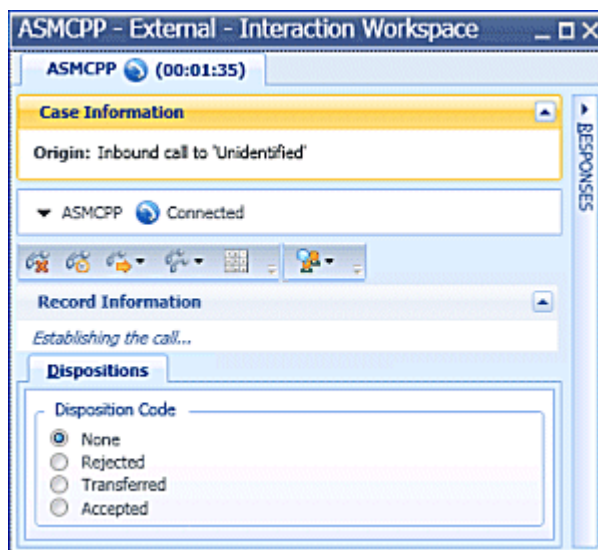 ASMCPP - External - Interaction Workspace
ASMCPP (00:01:35)
Case Information
Origin: Inbound call to 'Unidentified'
RESPONSES
ASMCPP Connected
Record Information
Establishing the call...
Dispositions
Disposition Code
None
Rejected
Transferred
Accepted